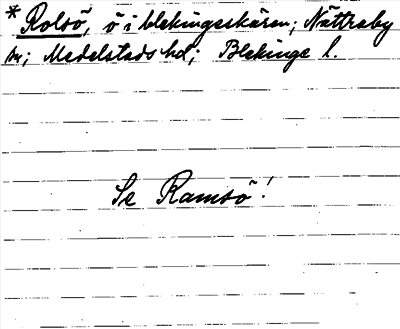 * Rolsö, ö i blekingeskären; Nättraby
sn; Medelstads hd; Blekinge l.
Se Ramsö!